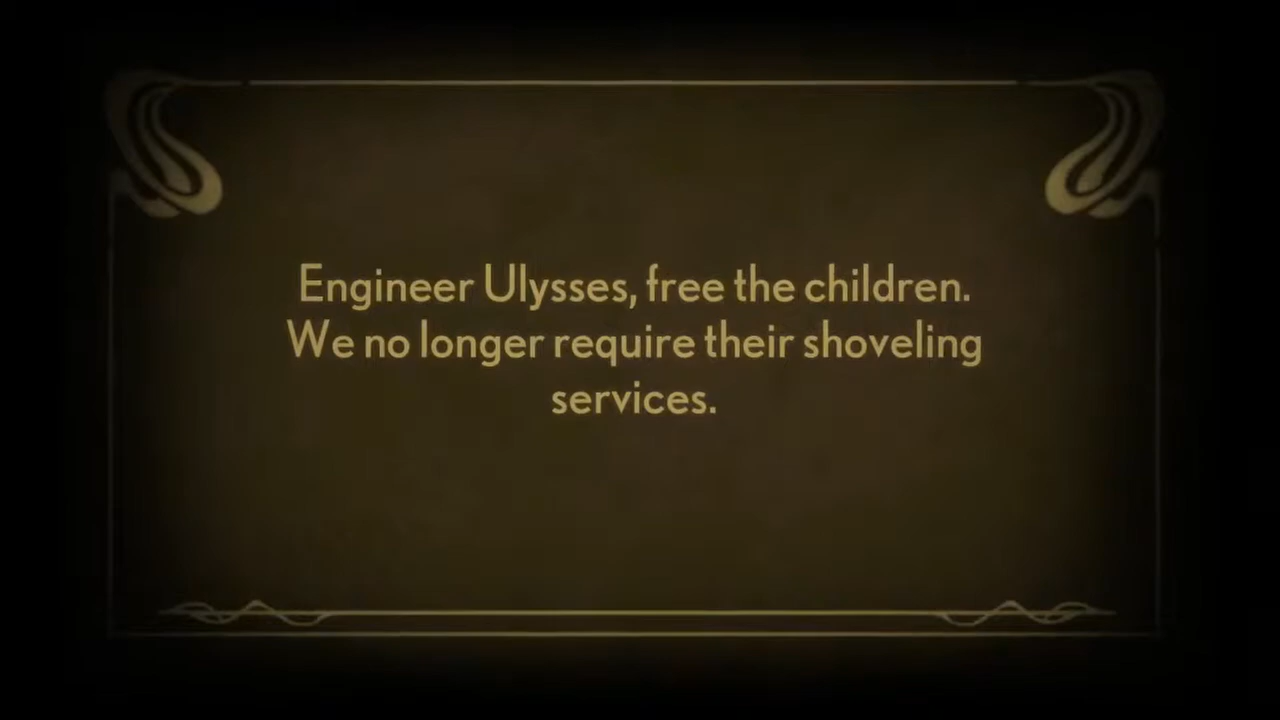 Engineer Ulysses, free the children.
We no longer require their shoveling
services.